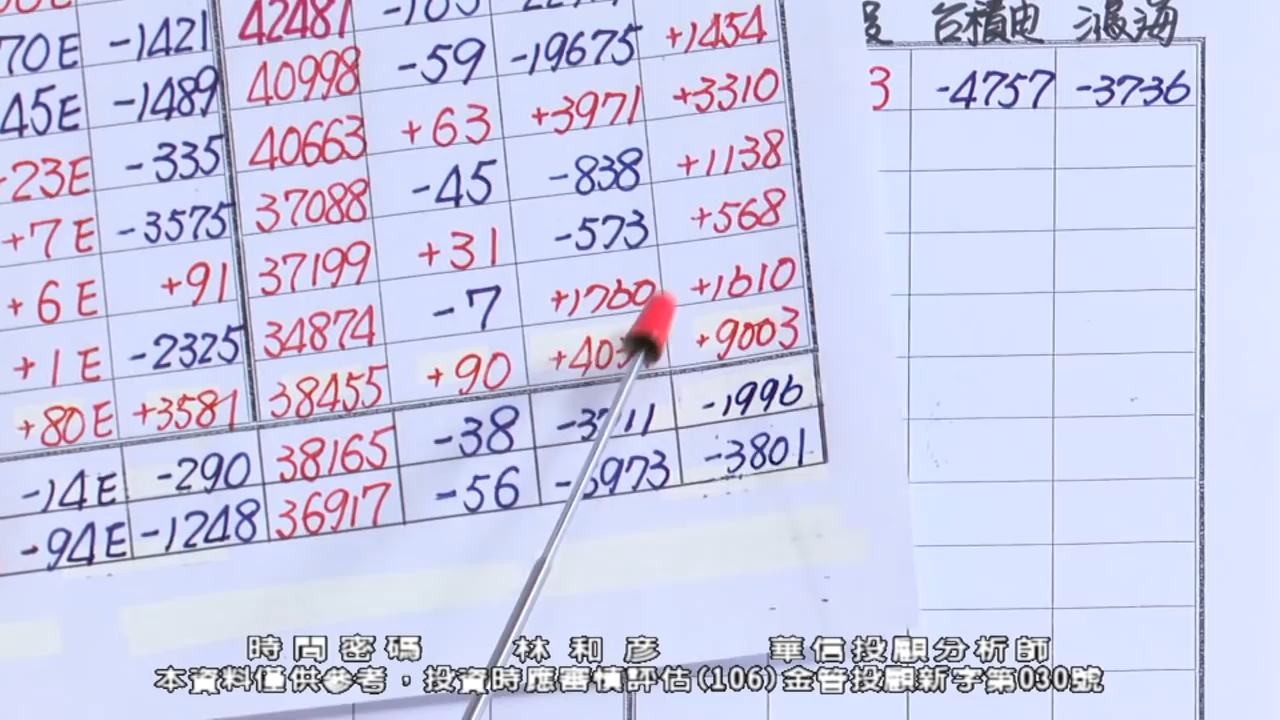 42481
台積电 鴻海
70E -1421 40998 -59 -19675 +1454
3 -4757 -3736
45E -1489 40663 +63 +3971 +3310
-23E -335 37088 -45 -838 +1138
+7E -3575 37199 +31 -573 +568
+6E +91 34874 -7 +1760 +1610
+1E -2325 38455 +90 +9003
+80E +3581 38165 -38 -1996
-14E -290 36917 -56 -3801
-94E -1248
時間密碼 林和彥 華信投顧分析師
本資料僅供參考，投資時應審慎評估(106)金管投顧新字第030號